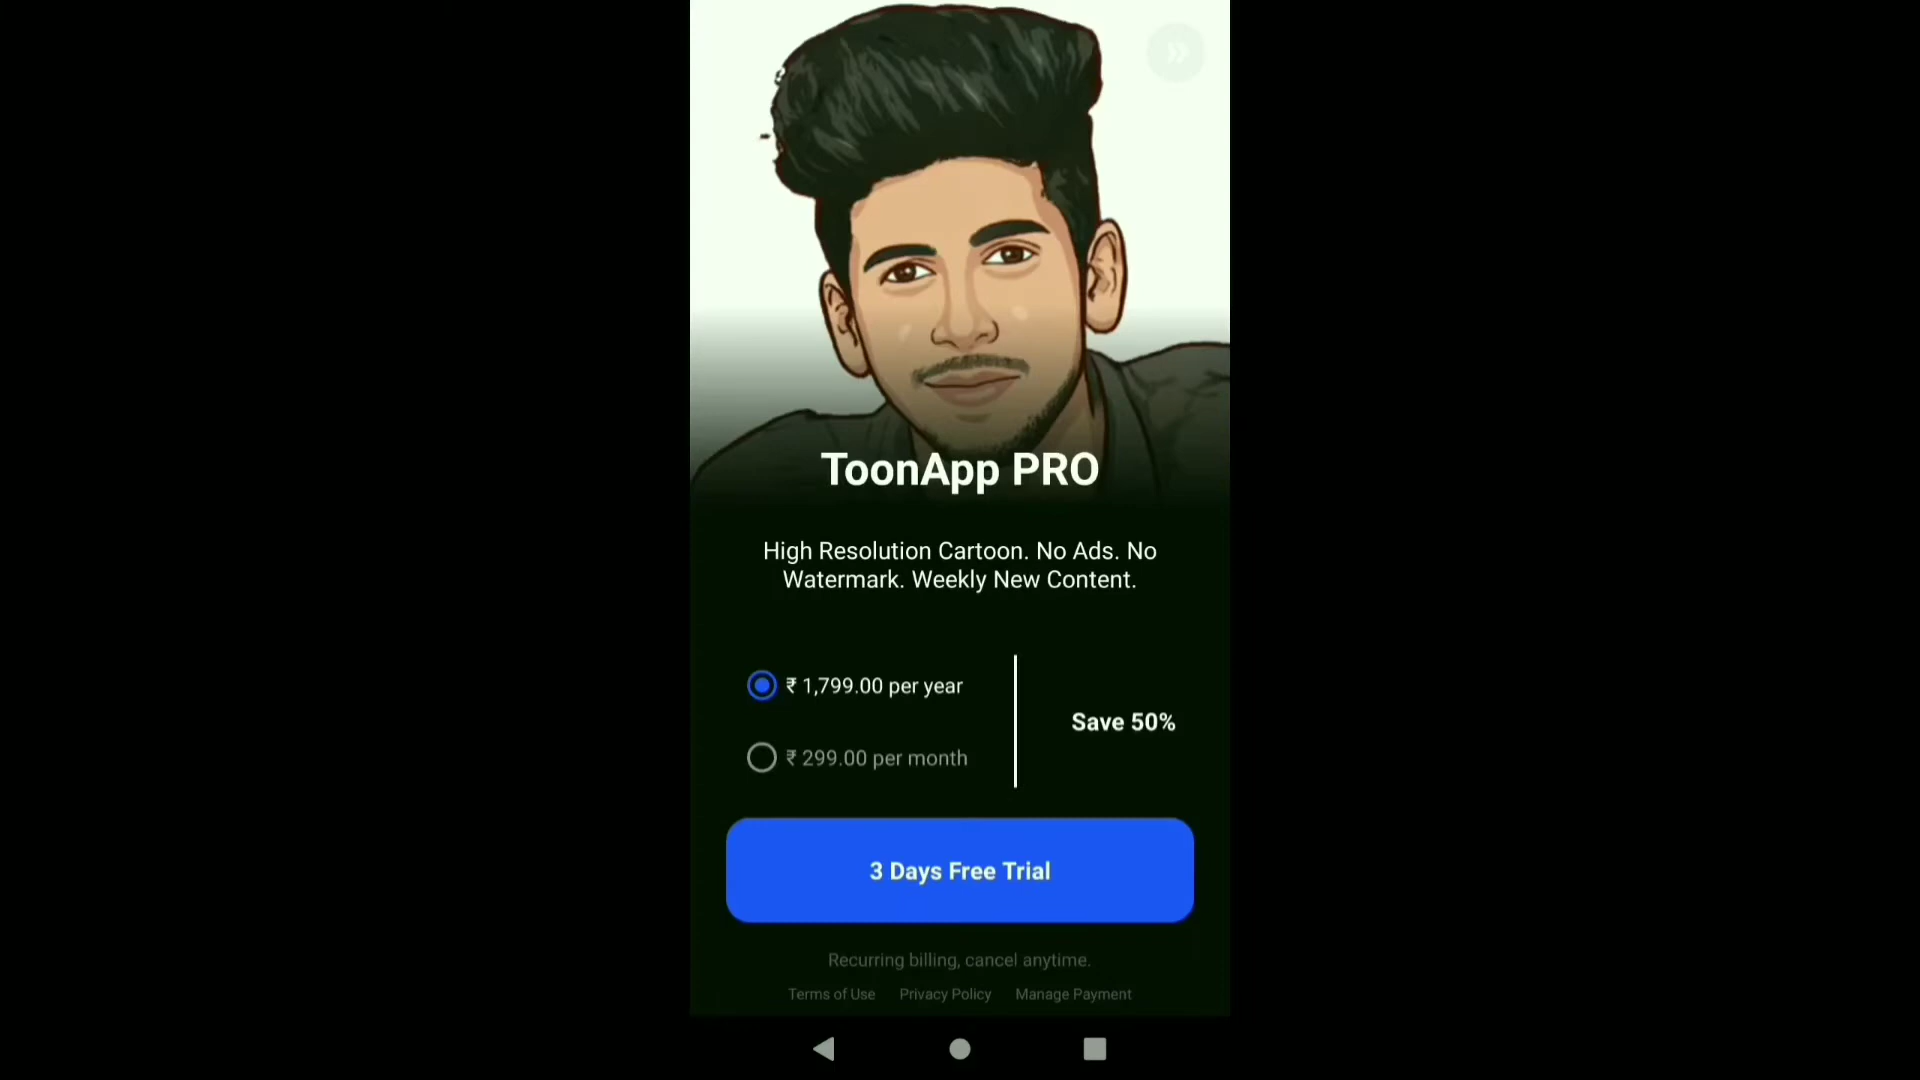 ToonApp PRO
High Resolution Cartoon. No Ads. No
Watermark. Weekly New Content.
₹ 1,799.00 per year
Save 50%
₹ 299.00 per month
3 Days Free Trial
Recurring billing, cancel anytime.
Terms of Use Privacy Policy Manage Payment